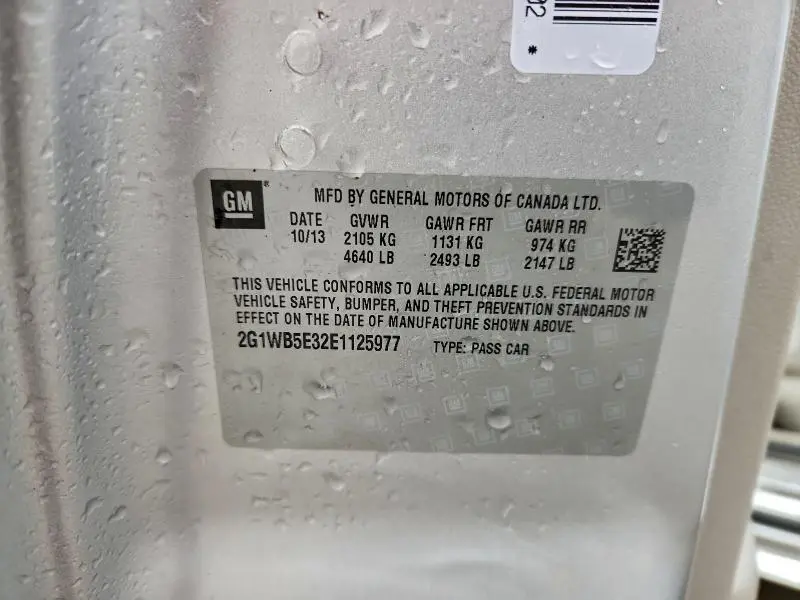 02 *
GM®
MFD BY GENERAL MOTORS OF CANADA LTD.
DATE GVWR GAWR FRT GAWR RR
10/13 2105 KG 1131 KG 974 KG
4640 LB 2493 LB 2147 LB
THIS VEHICLE CONFORMS TO ALL APPLICABLE U.S. FEDERAL MOTOR
VEHICLE SAFETY, BUMPER, AND THEFT PREVENTION STANDARDS IN
EFFECT ON THE DATE OF MANUFACTURE SHOWN ABOVE.
2G1WB5E32E1125977 TYPE: PASS CAR